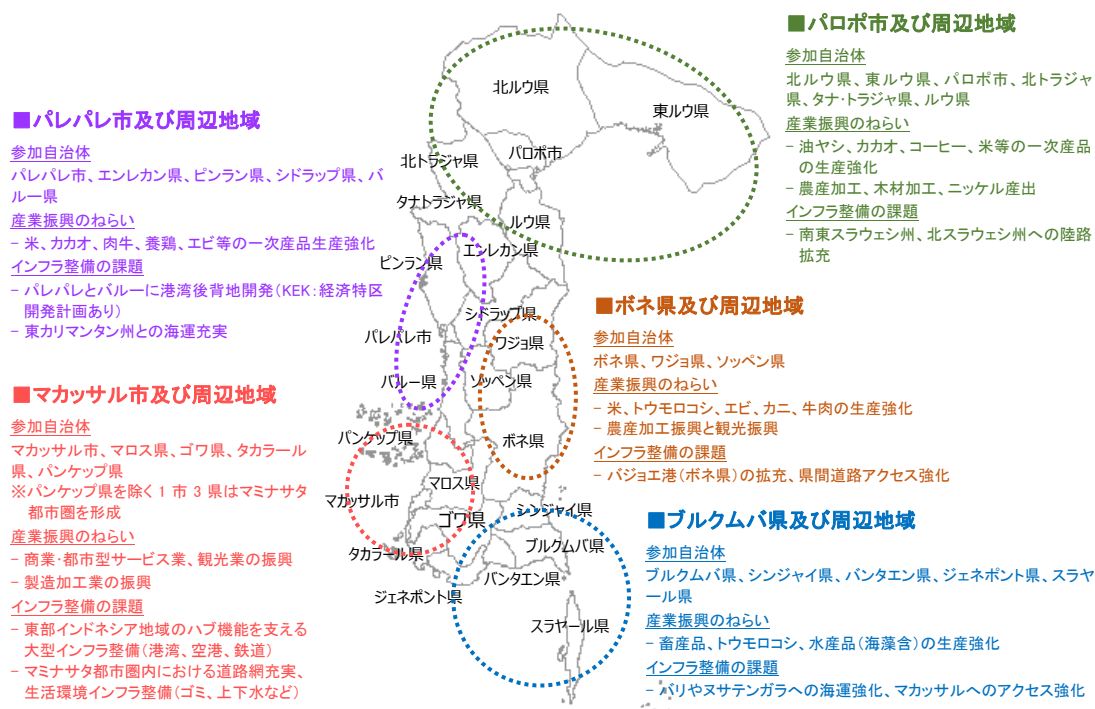 ■パロポ市及び周辺地域
参加自治体
北ルウ県、東ルウ県、パロポ市、北トラジャ
県、タナ・トラジャ県、ルウ県
産業振興のねらい
- 油ヤシ、カカオ、コーヒー、米等の一次産品
の生産強化
- 農産加工、木材加工、ニッケル産出
インフラ整備の課題
- 南東スラウェシ州、北スラウェシ州への陸路
拡充
■パレパレ市及び周辺地域
参加自治体
パレパレ市、エンレカン県、ピンラン県、シドラップ県、バ
ルー県
産業振興のねらい
- 米、カカオ、肉牛、養鶏、エビ等の一次産品生産強化
インフラ整備の課題
- パレパレとバルーに港湾後背地開発(KEK:経済特区
開発計画あり)
- 東カリマンタン州との海運充実
■ボネ県及び周辺地域
参加自治体
ボネ県、ワジョ県、ソッペン県
産業振興のねらい
- 米、トウモロコシ、エビ、カニ、牛肉の生産強化
- 農産加工振興と観光振興
インフラ整備の課題
- バジョエ港(ボネ県)の拡充、県間道路アクセス強化
■マカッサル市及び周辺地域
参加自治体
マカッサル市、マロス県、ゴワ県、タカラール
県、パンケップ県
※パンケップ県を除く1市3県はマミナサタ
都市圏を形成
産業振興のねらい
- 商業・都市型サービス業、観光業の振興
- 製造加工業の振興
インフラ整備の課題
- 東部インドネシア地域のハブ機能を支える
大型インフラ整備(港湾、空港、鉄道)
- マミナサタ都市圏内における道路網充実、
生活環境インフラ整備(ゴミ、上下水など)
■ブルクムバ県及び周辺地域
参加自治体
ブルクムバ県、シンジャイ県、バンタエン県、ジェネポント県、スラヤ
ール県
産業振興のねらい
- 畜産品、トウモロコシ、水産品(海藻含)の生産強化
インフラ整備の課題
- バリやヌサテンガラへの海運強化、マカッサルへのアクセス強化
北ルウ県
東ルウ県
パロポ市
北トラジャ県
タナトラジャ県
ルウ県
エンレカン県
ピンラン県
シドラップ県
パレパレ市
ワジョ県
バルー県
ソッペン県
パンケップ県
ボネ県
マロス県
マカッサル市
シンジャイ県
ゴワ県
タカラール県
ブルクムバ県
バンタエン県
ジェネポント県
スラヤール県